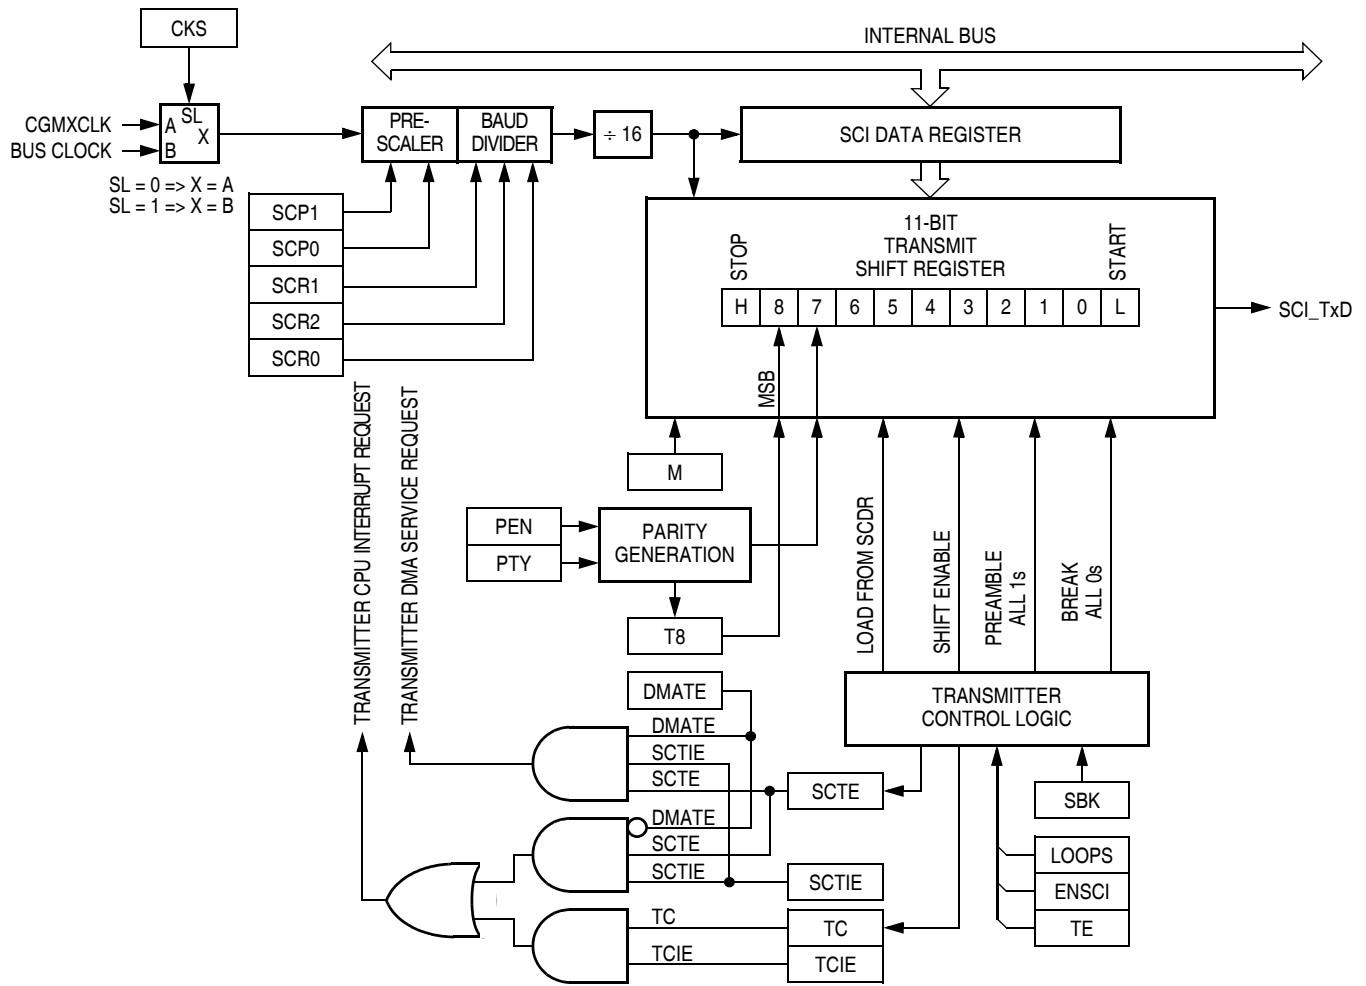 CKS
INTERNAL BUS
CGMXCLK
BUS CLOCK
A
SL
X
B
SL = 0 => X = A
SL = 1 => X = B
PRE-
SCALER
BAUD
DIVIDER
÷ 16
SCI DATA REGISTER
SCP1
SCP0
SCR1
SCR2
SCR0
11-BIT
TRANSMIT
SHIFT REGISTER
STOP
START
H 8 7 6 5 4 3 2 1 0 L
SCI_TxD
MSB
M
PEN
PTY
PARITY
GENERATION
T8
LOAD FROM SCDR
SHIFT ENABLE
PREAMBLE
ALL 1s
BREAK
ALL 0s
TRANSMITTER CPU INTERRUPT REQUEST
TRANSMITTER DMA SERVICE REQUEST
DMATE
TRANSMITTER
CONTROL LOGIC
DMATE
SCTIE
SCTE
SCTE
SBK
DMATE
SCTE
SCTIE
SCTIE
LOOPS
ENSCI
TE
TC
TCIE
TC
TCIE